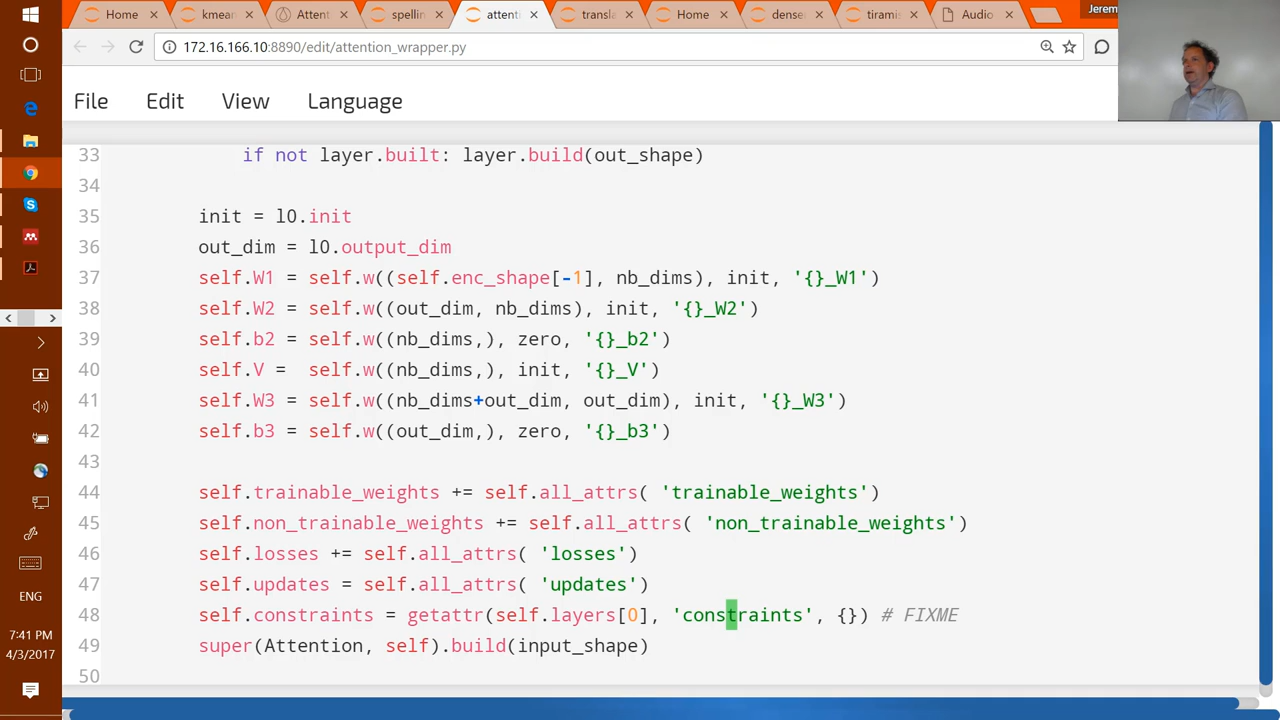 Home
kmean
Attent
spellin
attenti
transla
Home
dense
tiramis
Audio
Jerem
172.16.166.10:8890/edit/attention_wrapper.py
File Edit View Language
33 if not layer.built: layer.build(out_shape)
34
35 init = l0.init
36 out_dim = l0.output_dim
37 self.W1 = self.w((self.enc_shape[-1], nb_dims), init, '{}_W1')
38 self.W2 = self.w((out_dim, nb_dims), init, '{}_W2')
39 self.b2 = self.w((nb_dims,), zero, '{}_b2')
40 self.V =  self.w((nb_dims,), init, '{}_V')
41 self.W3 = self.w((nb_dims+out_dim, out_dim), init, '{}_W3')
42 self.b3 = self.w((out_dim,), zero, '{}_b3')
43
44 self.trainable_weights += self.all_attrs( 'trainable_weights')
45 self.non_trainable_weights += self.all_attrs( 'non_trainable_weights')
46 self.losses += self.all_attrs( 'losses')
47 self.updates = self.all_attrs( 'updates')
48 self.constraints = getattr(self.layers[0], 'constraints', {}) # FIXME
49 super(Attention, self).build(input_shape)
50
ENG
7:41 PM
4/3/2017